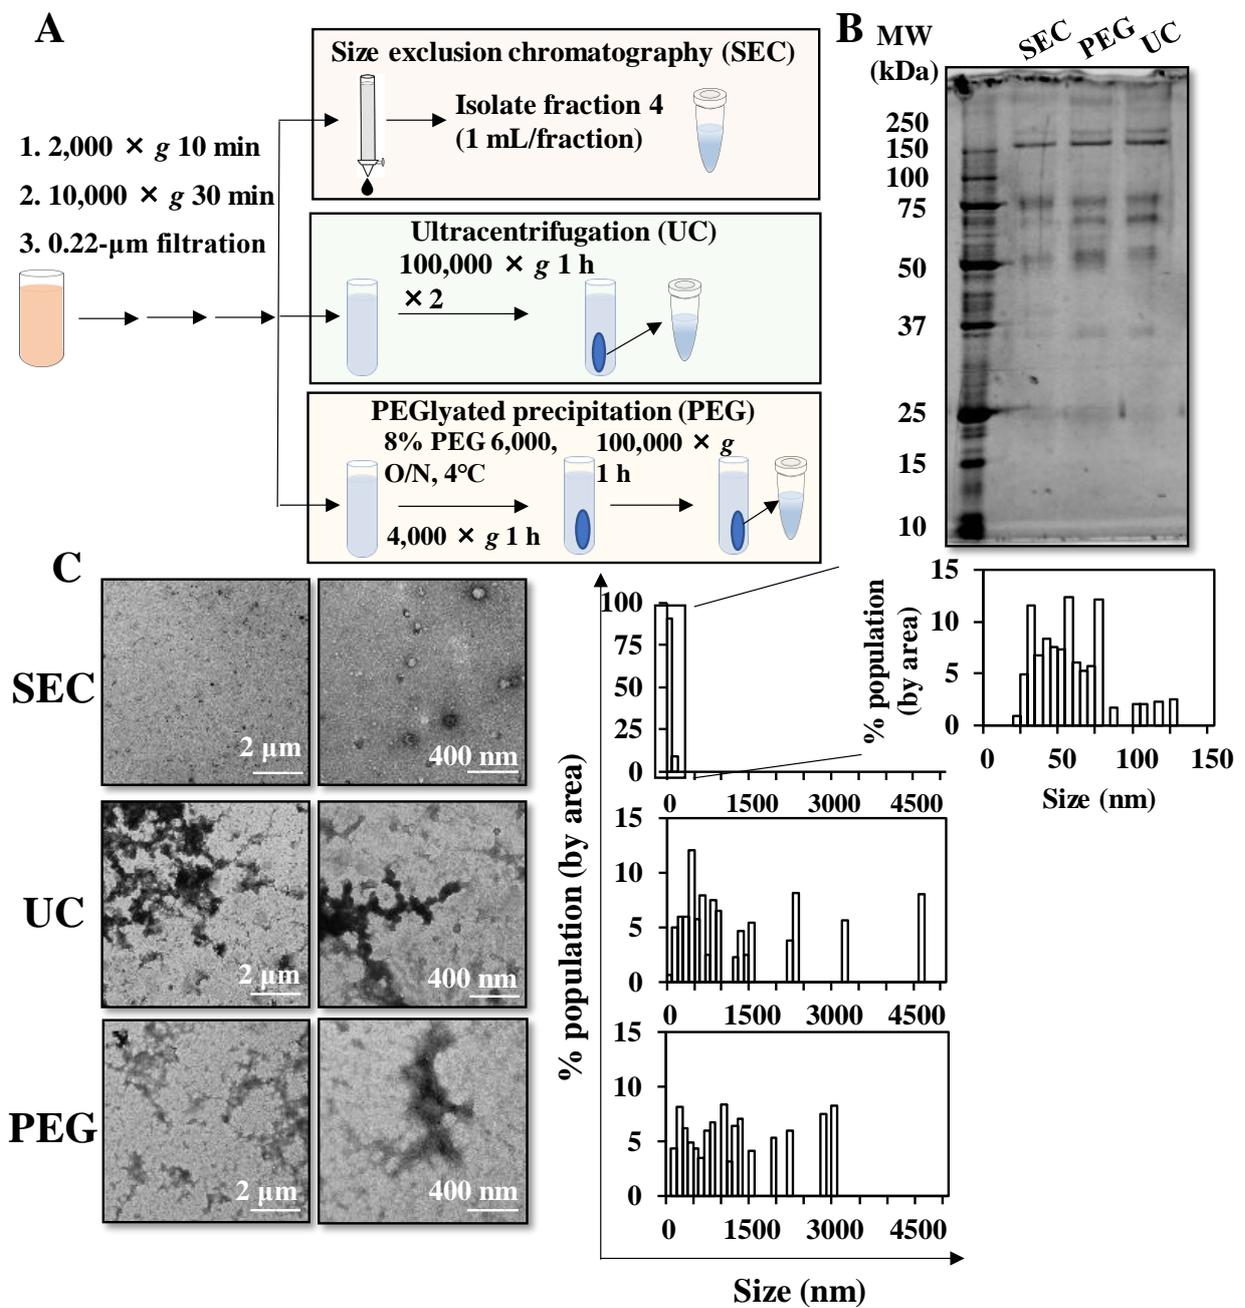 A
Size exclusion chromatography (SEC)
Isolate fraction 4
(1 mL/fraction)
1. 2,000 × g 10 min
2. 10,000 × g 30 min
3. 0.22-μm filtration
Ultracentrifugation (UC)
100,000 × g 1 h
× 2
PEGlyated precipitation (PEG)
8% PEG 6,000,
O/N, 4°C
4,000 × g 1 h
100,000 × g
1 h
B
MW
(kDa)
SEC
PEG
UC
250
150
100
75
50
37
25
15
10
C
SEC
2 μm
400 nm
UC
2 μm
400 nm
PEG
2 μm
400 nm
% population (by area)
100
75
50
25
0
0 1500 3000 4500
15
10
5
0
0 1500 3000 4500
15
10
5
0
0 1500 3000 4500
Size (nm)
% population
(by area)
15
10
5
0
0 50 100 150
Size (nm)